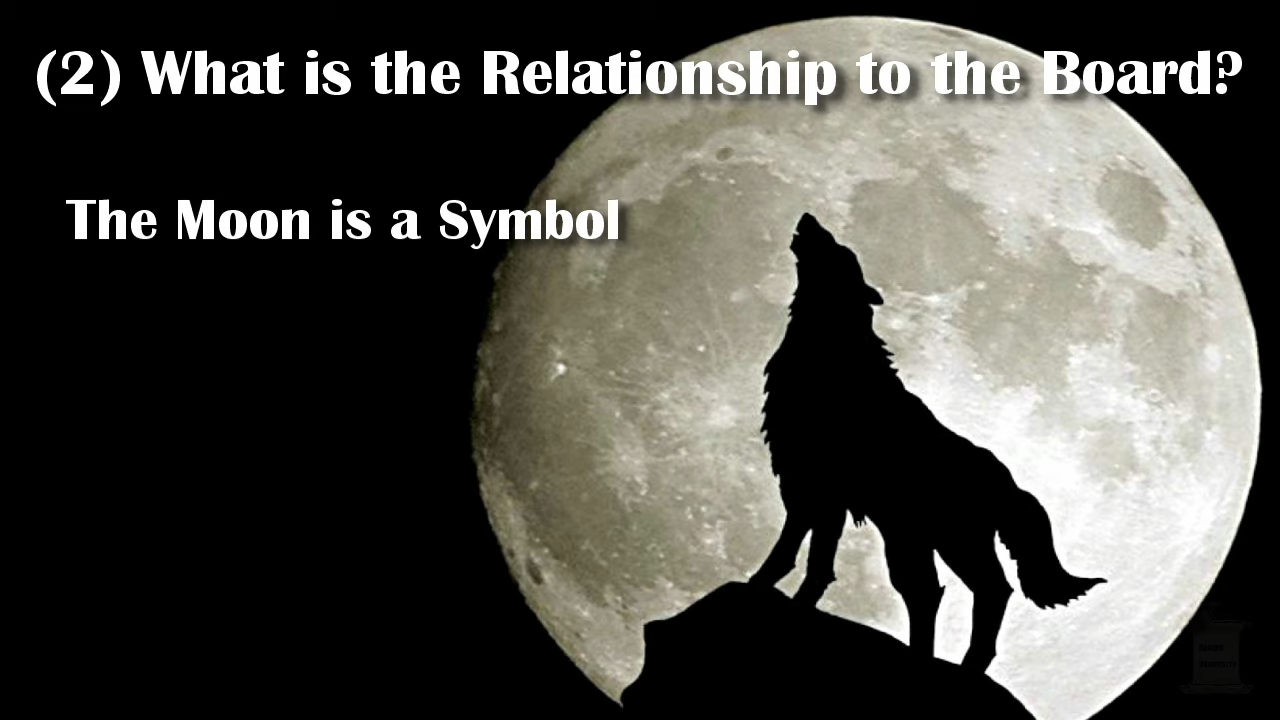 (2) What is the Relationship to the Board?
The Moon is a Symbol